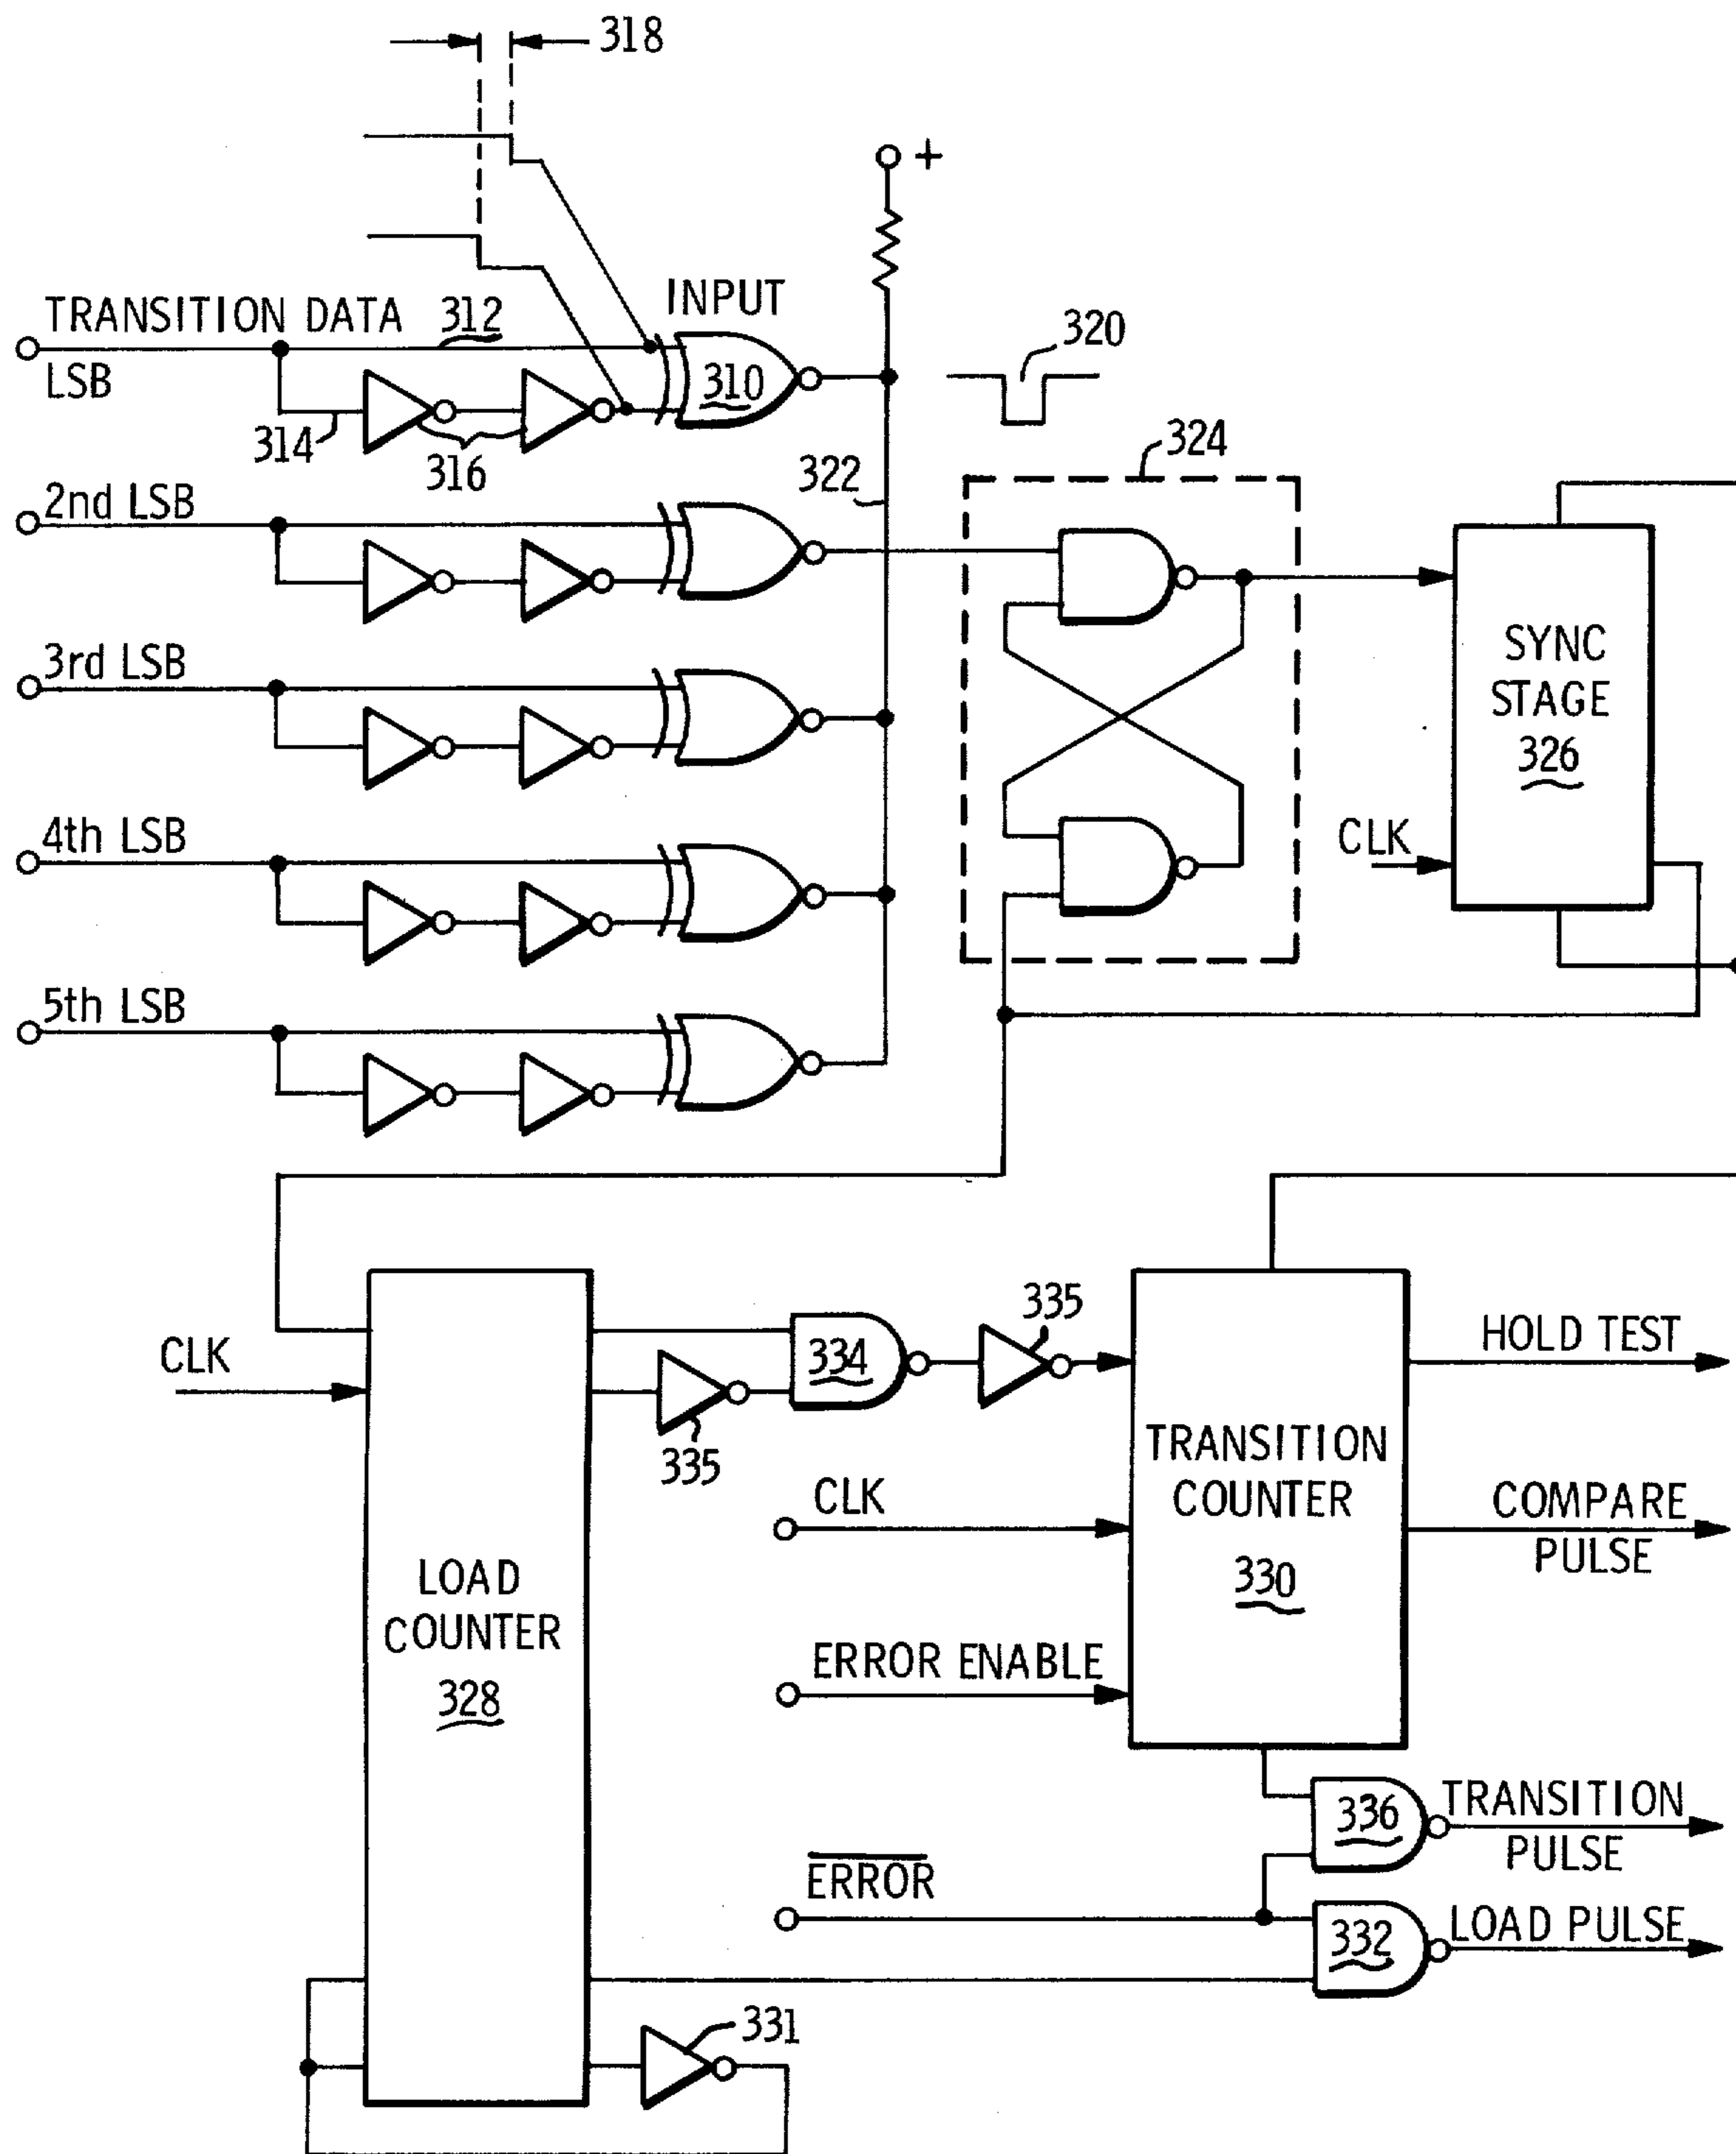 318
+
TRANSITION DATA
312
INPUT
LSB
310
320
314
316
322
324
2nd LSB
3rd LSB
SYNC
STAGE
326
4th LSB
CLK
5th LSB
CLK
334
335
335
HOLD TEST
TRANSITION
COUNTER
330
CLK
COMPARE
PULSE
LOAD
COUNTER
328
ERROR ENABLE
336
TRANSITION
PULSE
ERROR
332
LOAD PULSE
331